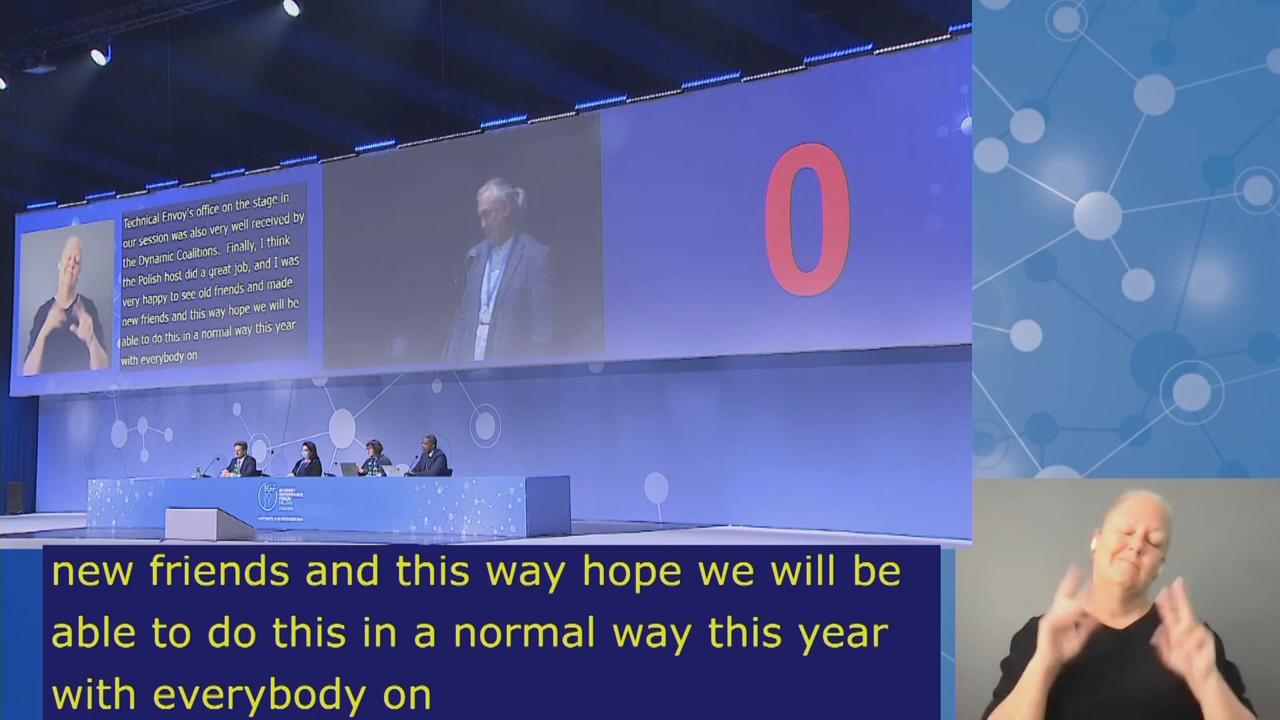 Technical Envoy's office on the stage in
our session was also very well received by
the Dynamic Coalitions.  Finally, I think
the Polish host did a great job, and I was
very happy to see old friends and made
new friends and this way hope we will be
able to do this in a normal way this year
with everybody on
0
IGF
INTERNET
GOVERNANCE
FORUM
new friends and this way hope we will be
able to do this in a normal way this year
with everybody on